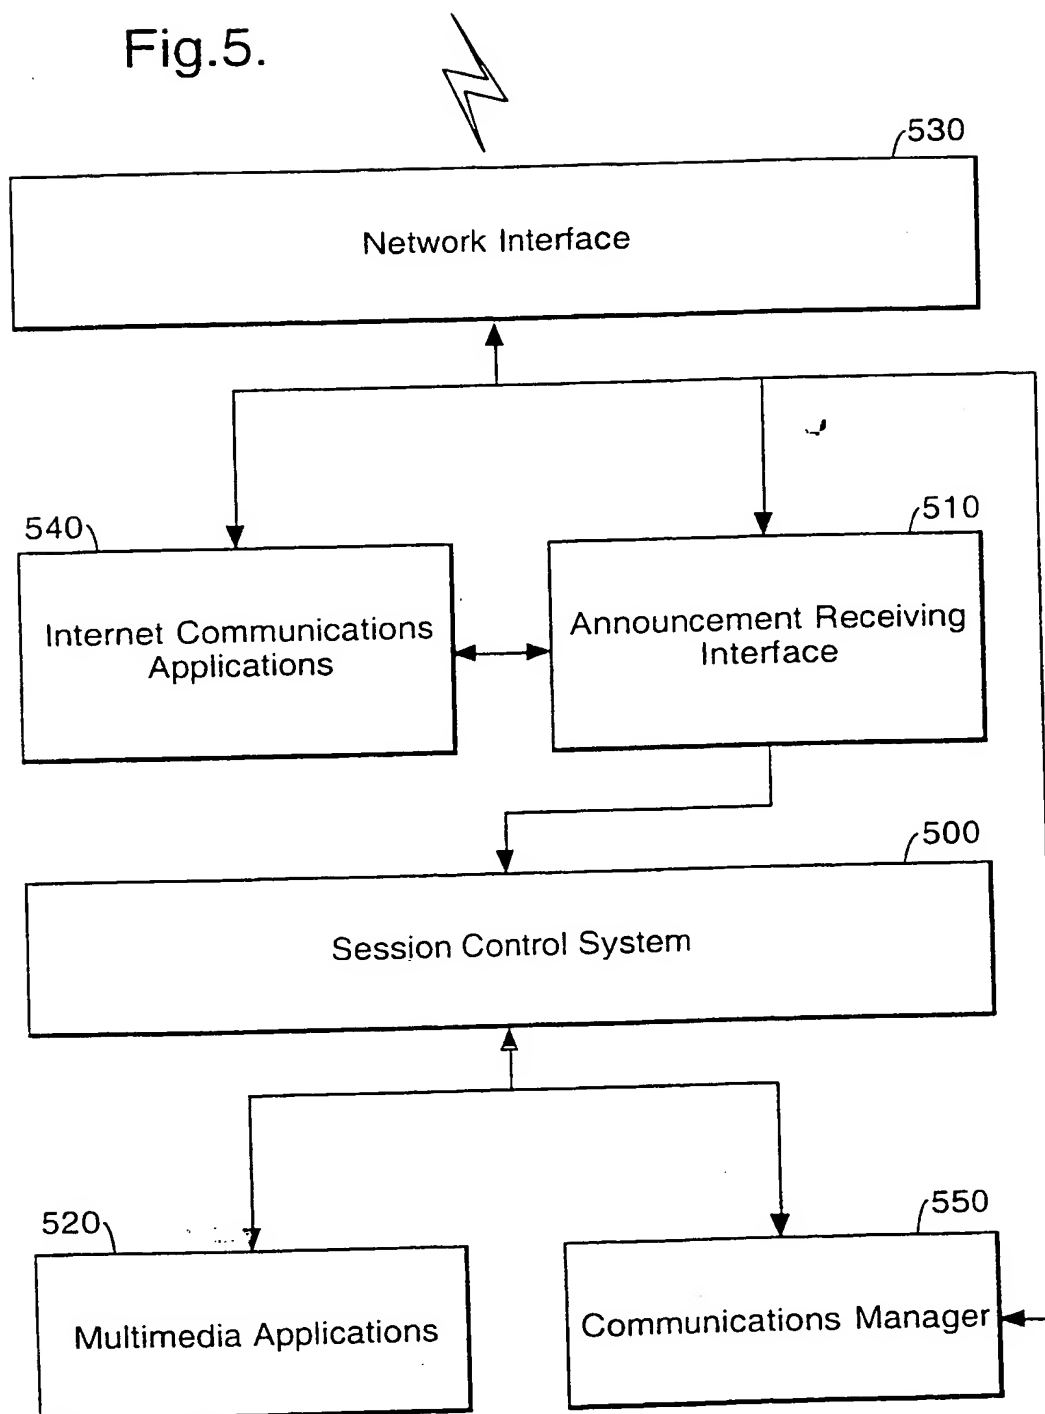 Fig.5.
530
Network Interface
540
510
Internet Communications
Applications
Announcement Receiving
Interface
500
Session Control System
520
550
Multimedia Applications
Communications Manager